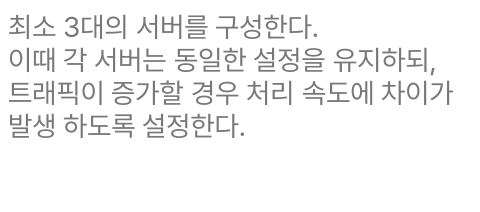 최소 3대의 서버를 구성한다.
이때 각 서버는 동일한 설정을 유지하되,
트래픽이 증가할 경우 처리 속도에 차이가
발생 하도록 설정한다.